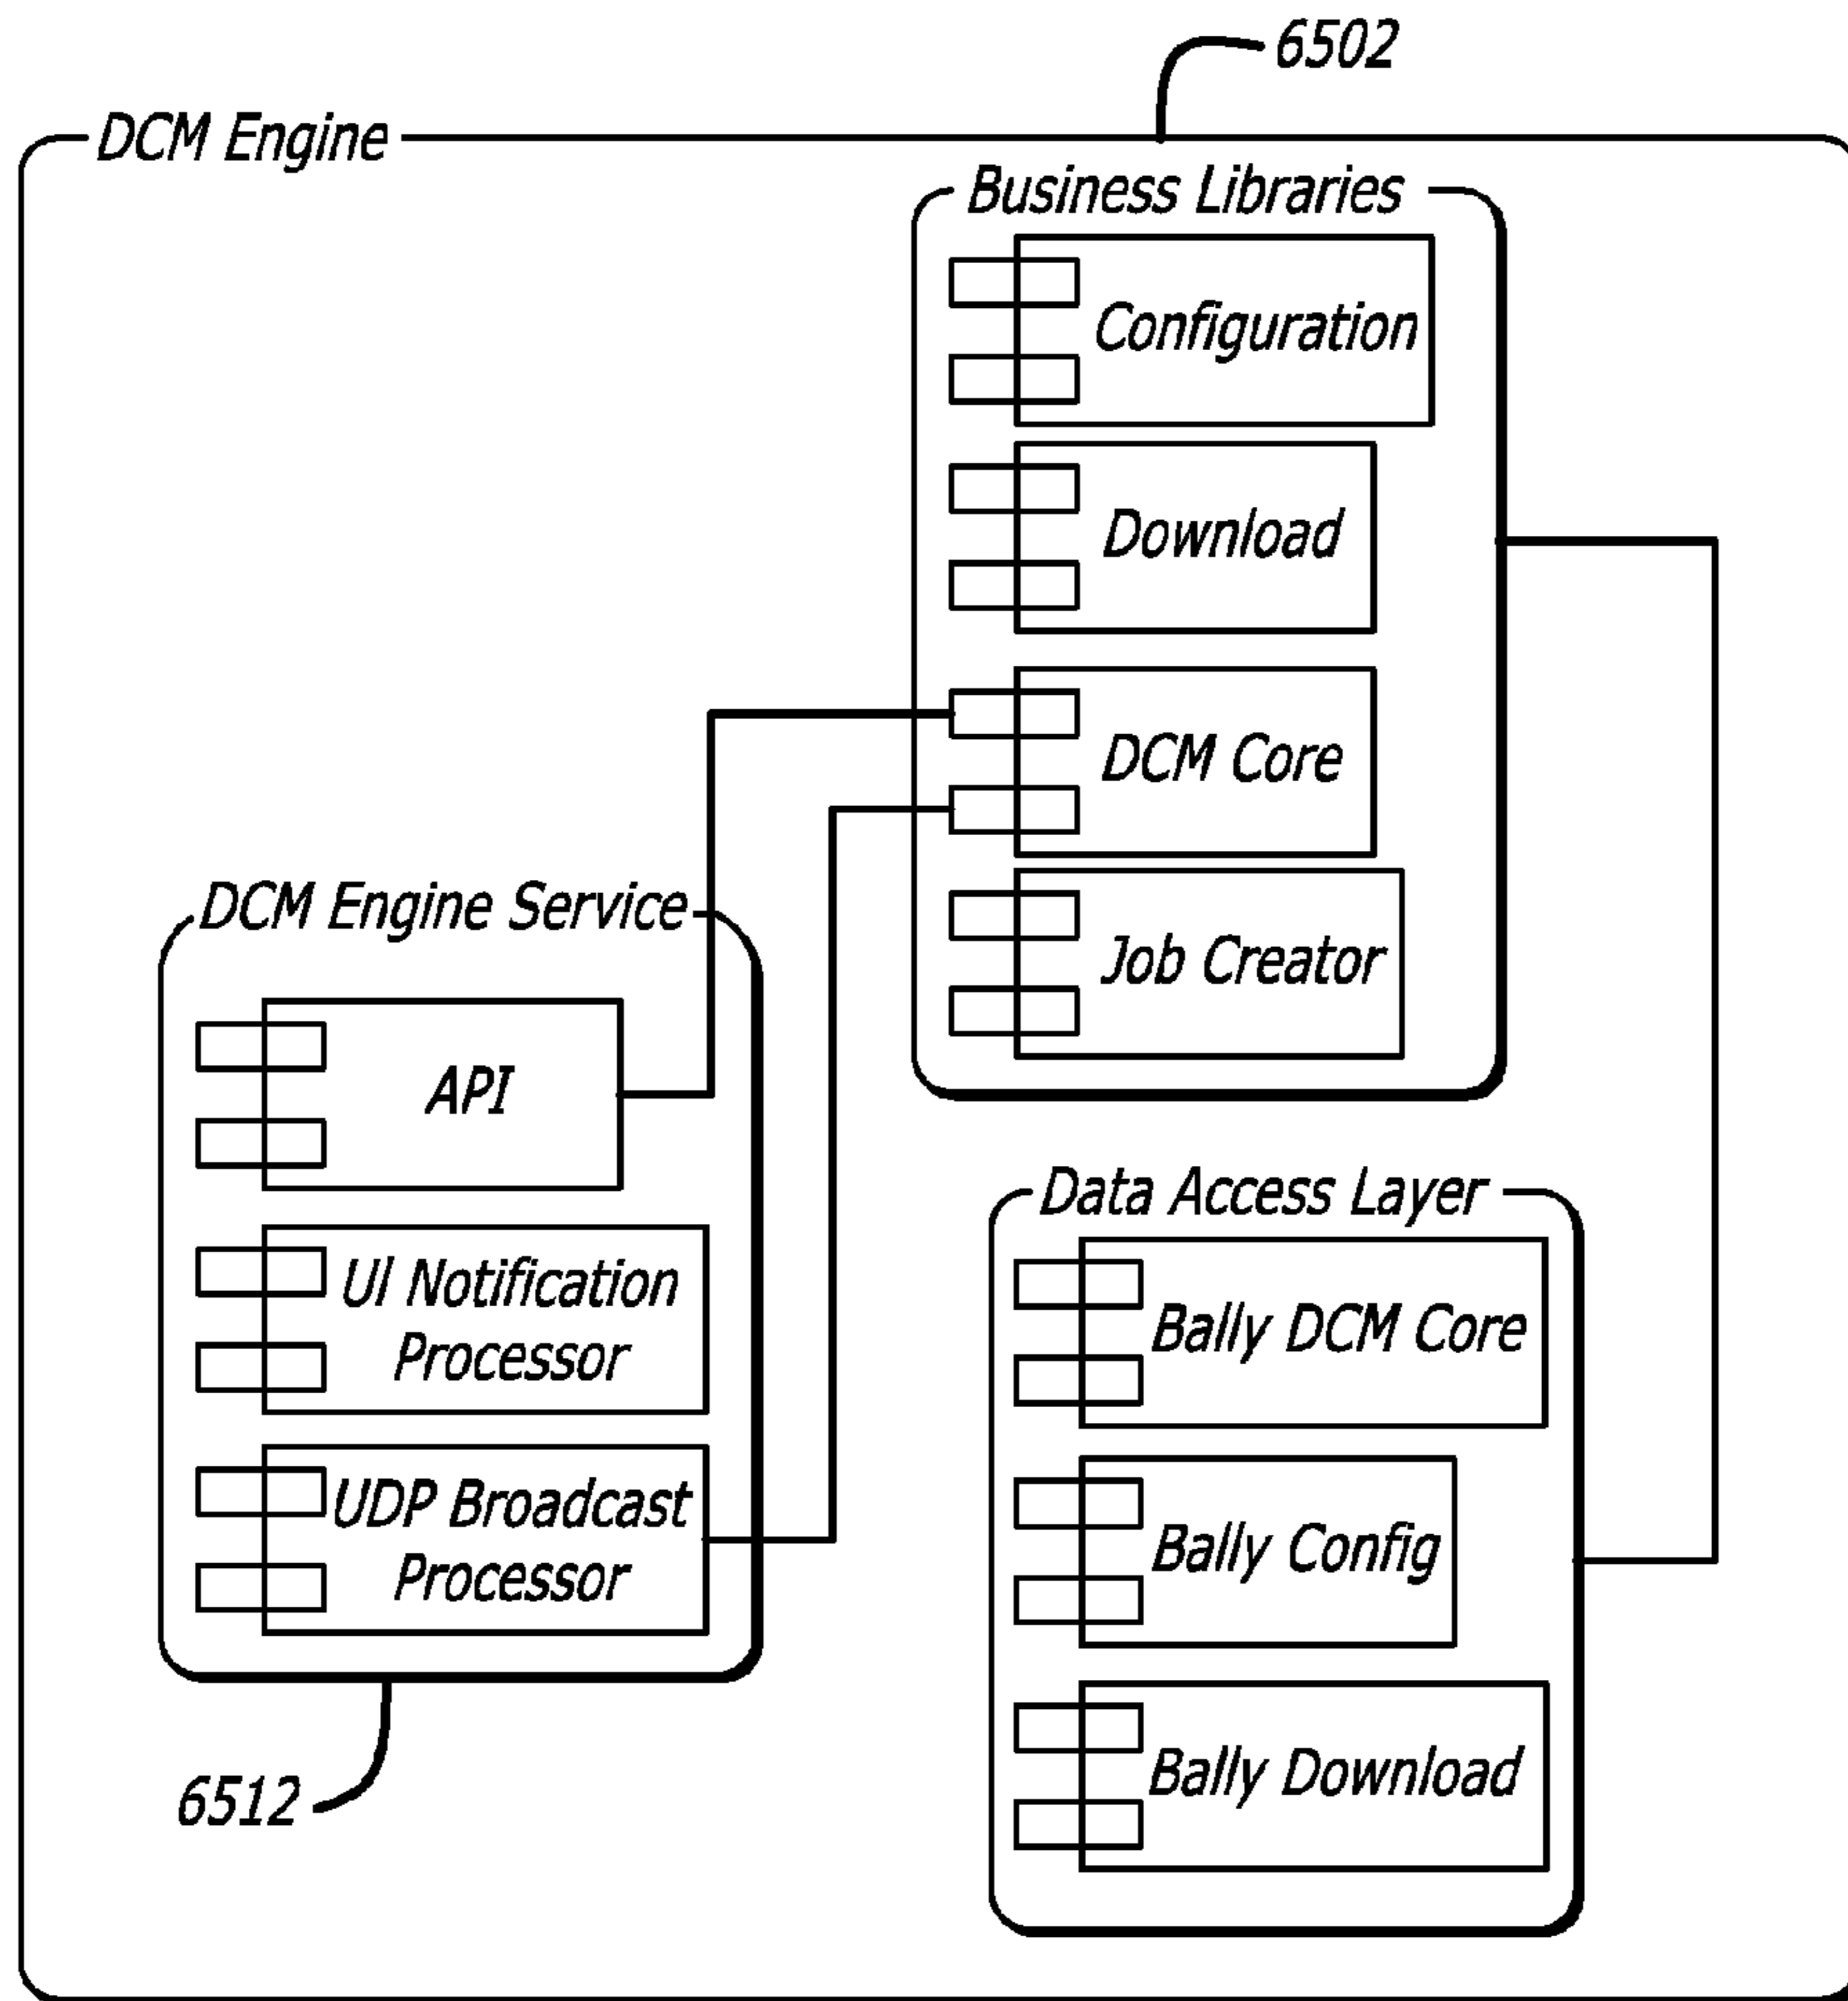 6502
DCM Engine
Business Libraries
Configuration
Download
DCM Core
Job Creator
DCM Engine Service
API
UI Notification
Processor
UDP Broadcast
Processor
6512
Data Access Layer
Bally DCM Core
Bally Config
Bally Download